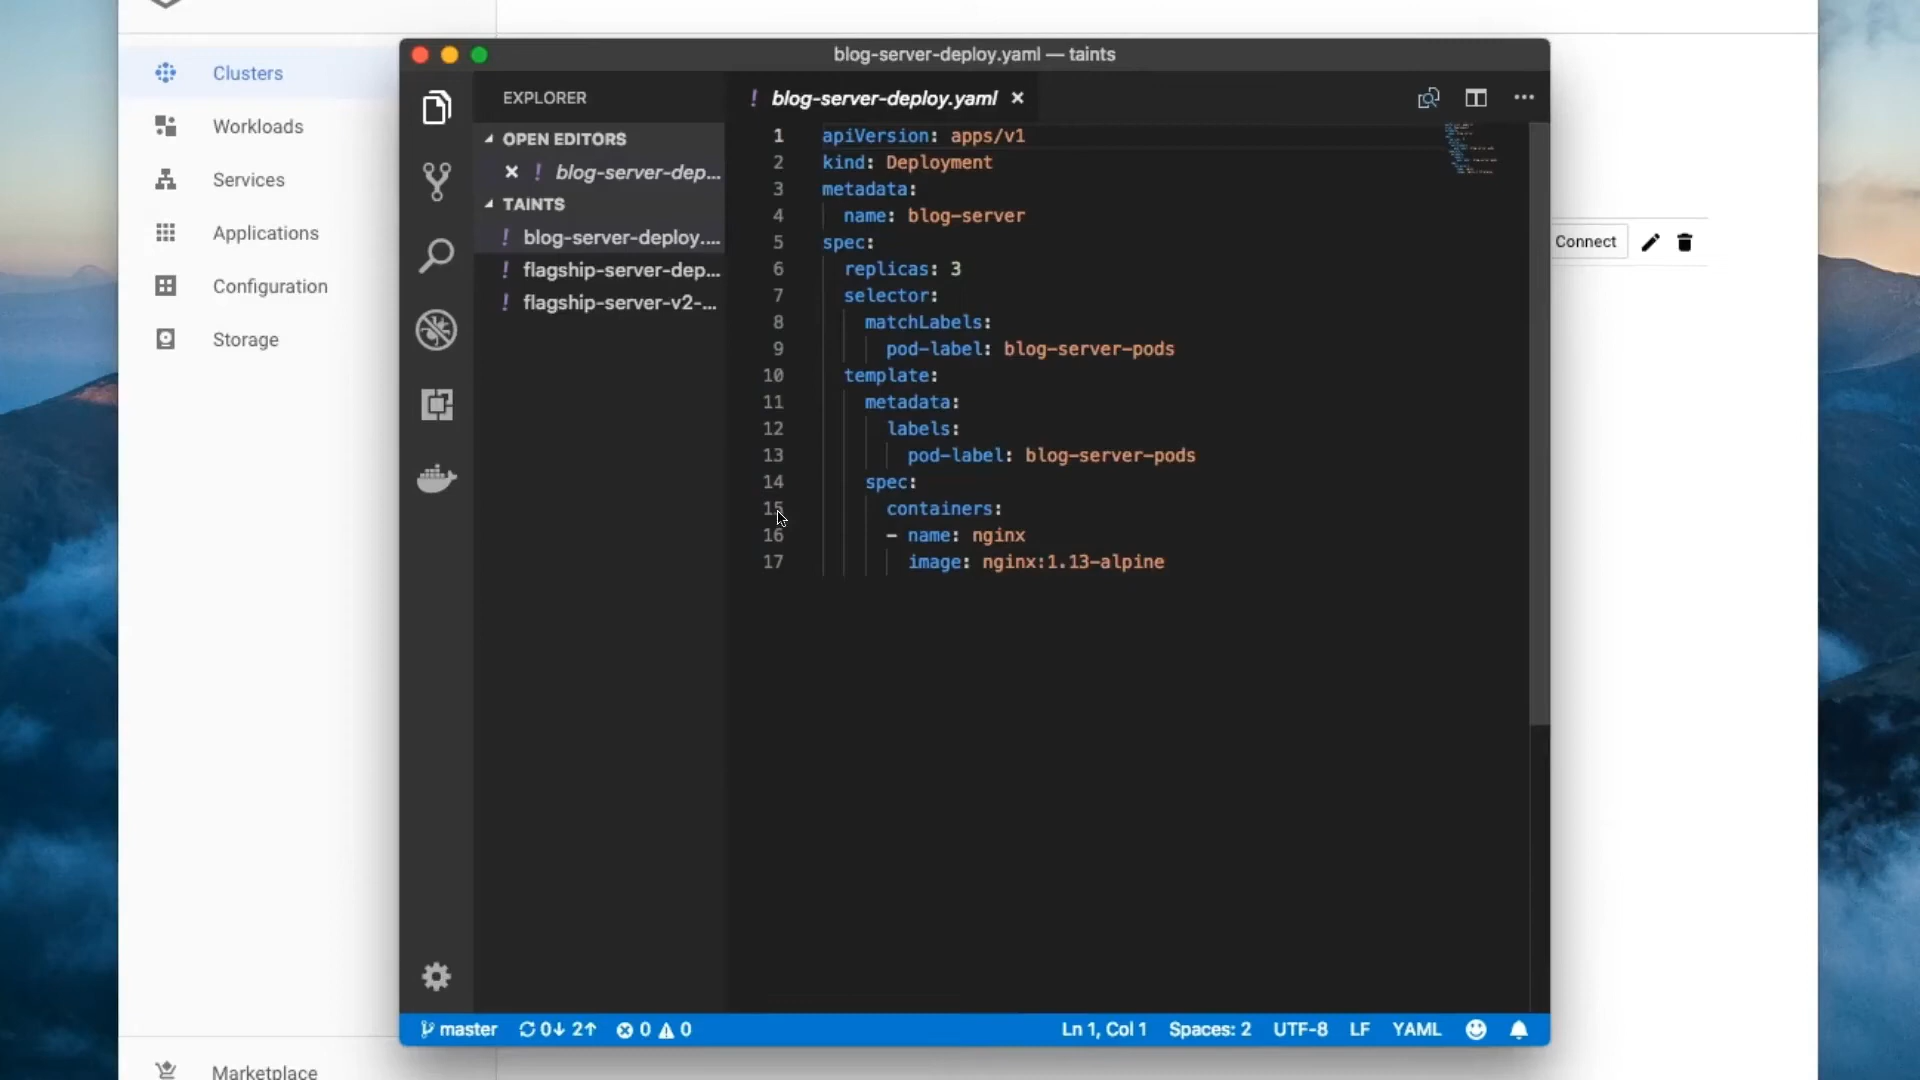 Clusters
Workloads
Services
Applications
Configuration
Storage
Marketplace
Connect
blog-server-deploy.yaml — taints
EXPLORER
OPEN EDITORS
! blog-server-dep...
TAINTS
! blog-server-deploy....
! flagship-server-dep...
! flagship-server-v2-...
! blog-server-deploy.yaml
1 apiVersion: apps/v1
2 kind: Deployment
3 metadata:
4 name: blog-server
5 spec:
6 replicas: 3
7 selector:
8 matchLabels:
9 pod-label: blog-server-pods
10 template:
11 metadata:
12 labels:
13 pod-label: blog-server-pods
14 spec:
15 containers:
16 - name: nginx
17 image: nginx:1.13-alpine
master 0↓ 2↑ 0 0 Ln 1, Col 1 Spaces: 2 UTF-8 LF YAML